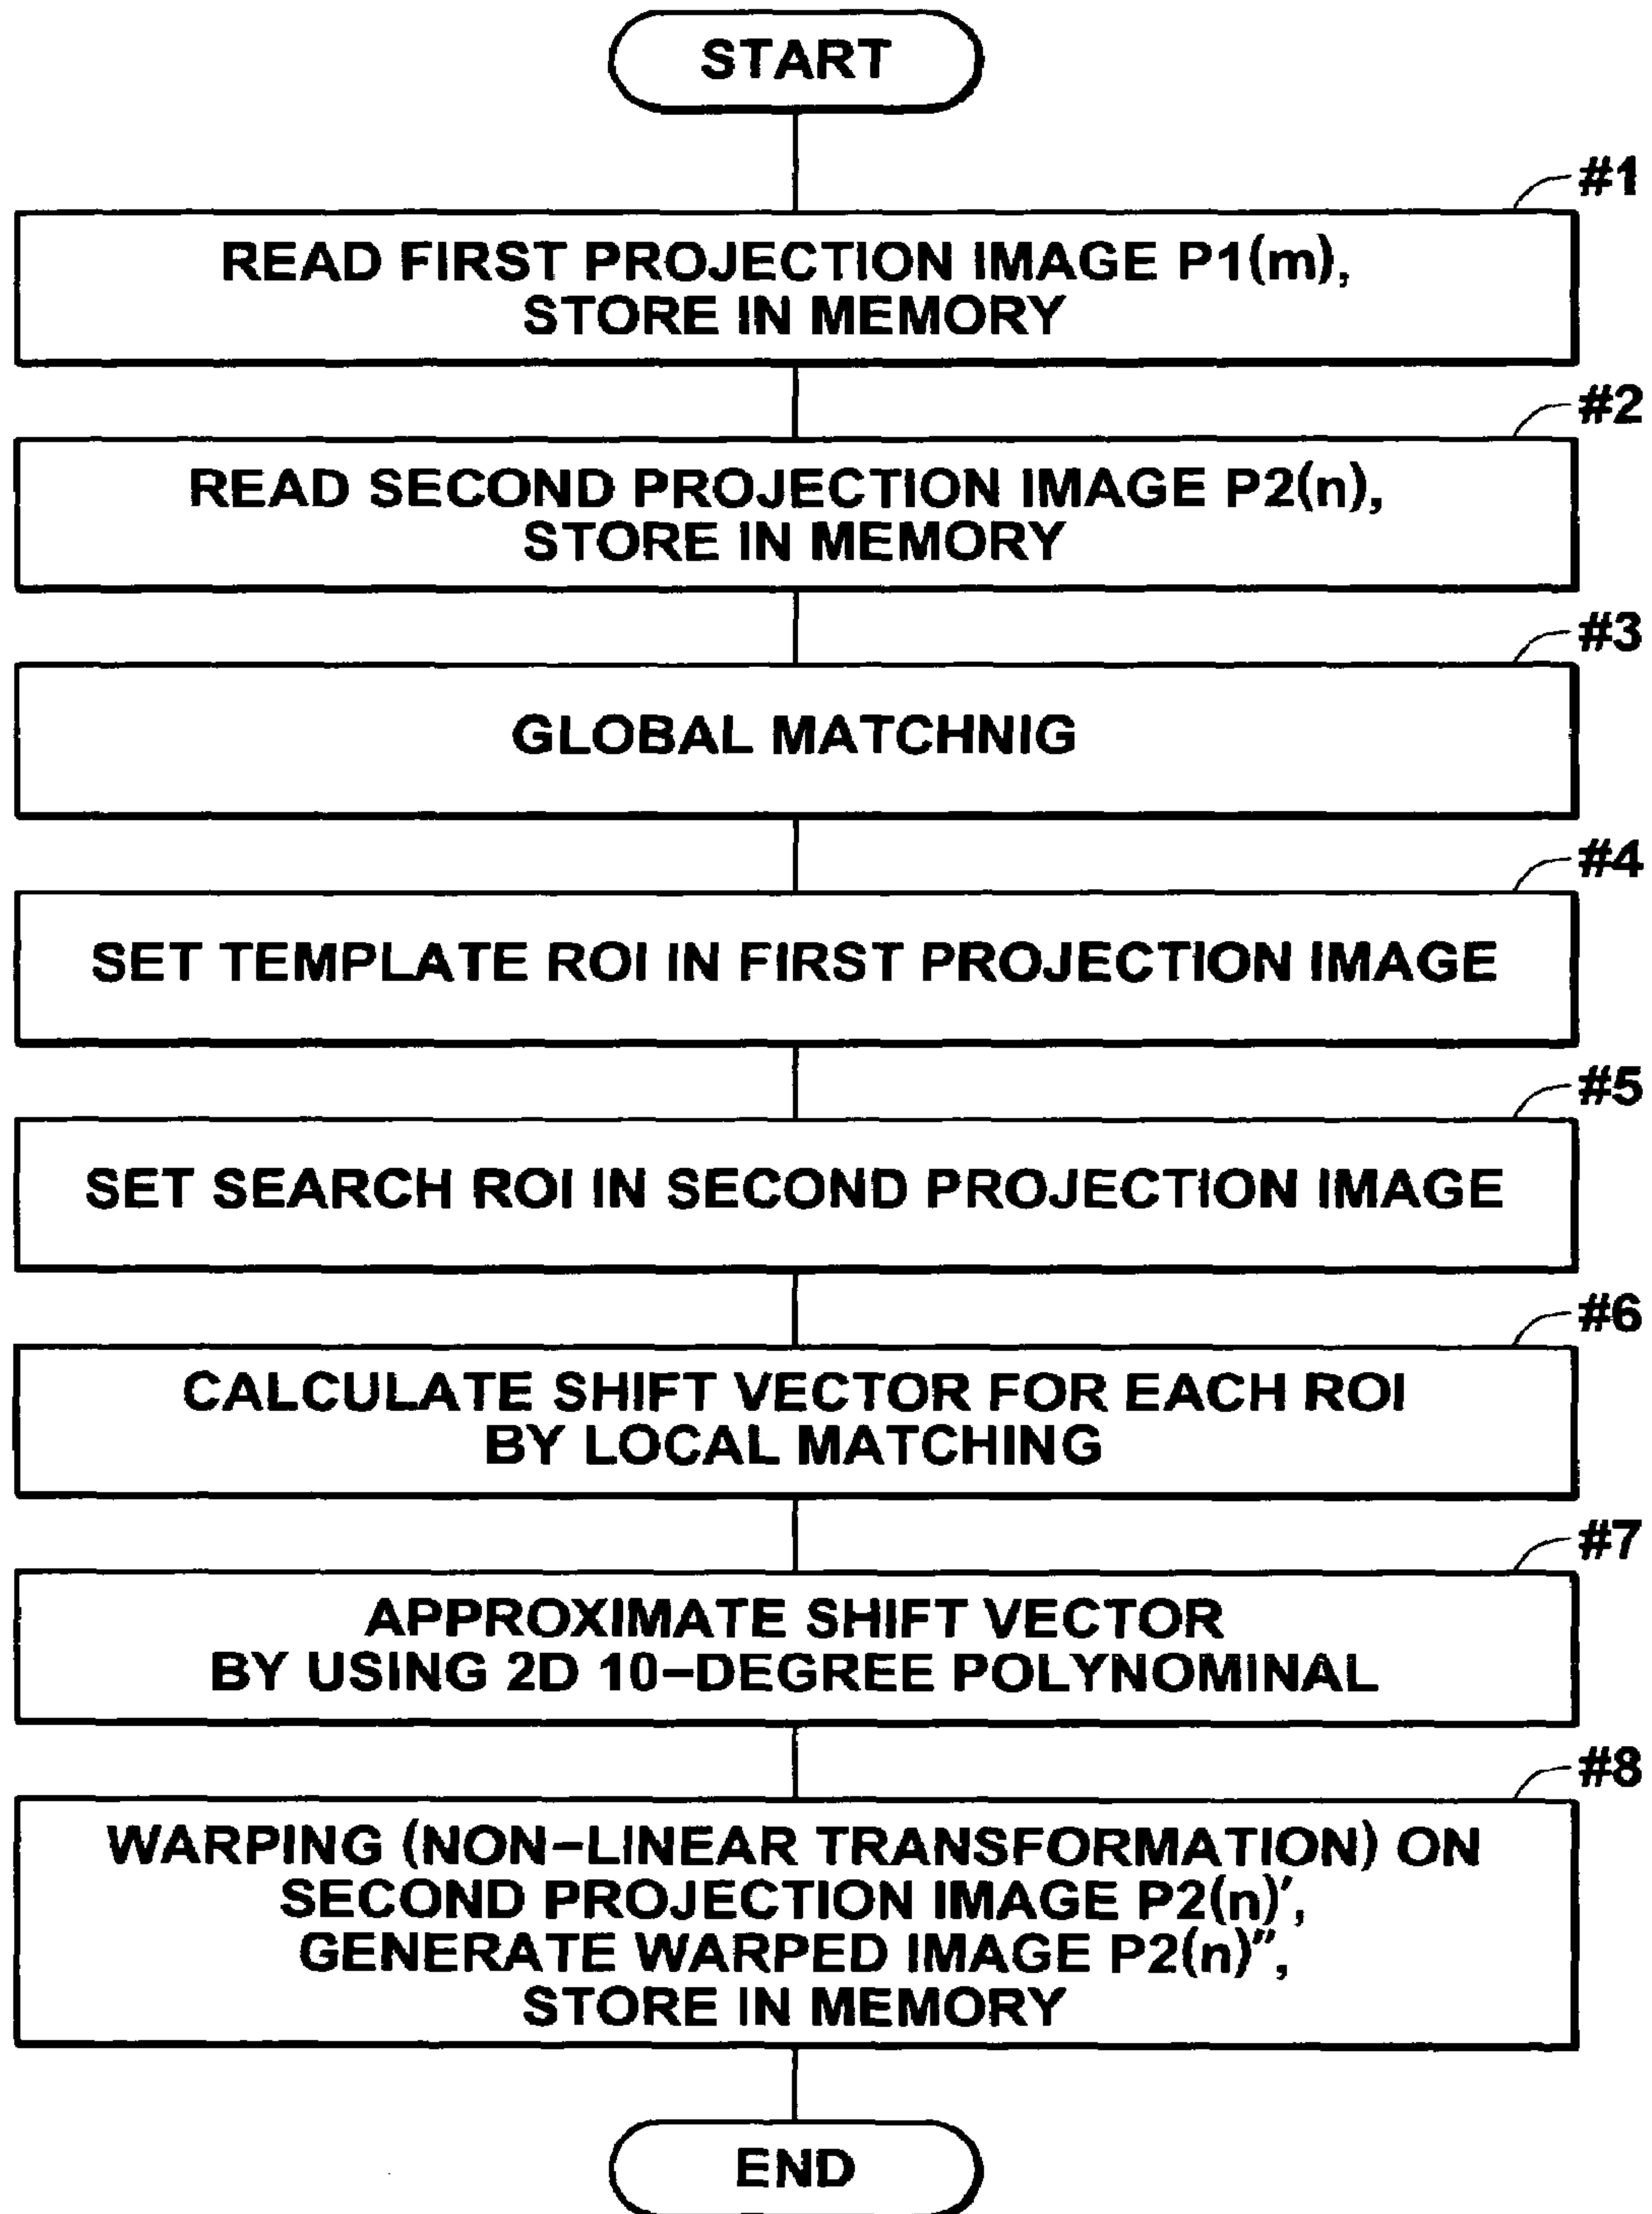 START
#1
READ FIRST PROJECTION IMAGE P1(m),
STORE IN MEMORY
#2
READ SECOND PROJECTION IMAGE P2(n),
STORE IN MEMORY
#3
GLOBAL MATCHNIG
#4
SET TEMPLATE ROI IN FIRST PROJECTION IMAGE
#5
SET SEARCH ROI IN SECOND PROJECTION IMAGE
#6
CALCULATE SHIFT VECTOR FOR EACH ROI
BY LOCAL MATCHING
#7
APPROXIMATE SHIFT VECTOR
BY USING 2D 10-DEGREE POLYNOMINAL
#8
WARPING (NON-LINEAR TRANSFORMATION) ON
SECOND PROJECTION IMAGE P2(n)′,
GENERATE WARPED IMAGE P2(n)″,
STORE IN MEMORY
END